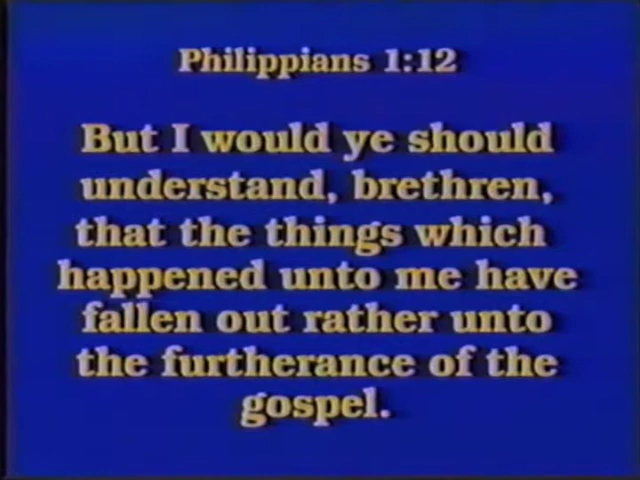 Philippians 1:12
But I would ye should
understand, brethren,
that the things which
happened unto me have
fallen out rather unto
the furtherance of the
gospel.